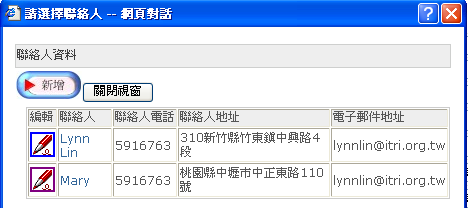 請選擇聯絡人 -- 網頁對話
聯絡人資料
新增
關閉視窗
編輯 聯絡人 聯絡人電話 聯絡人地址 電子郵件地址
Lynn Lin 5916763 310新竹縣竹東鎮中興路4段 lynnlin@itri.org.tw
Mary 5916763 桃園縣中壢市中正東路110號 lynnlin@itri.org.tw